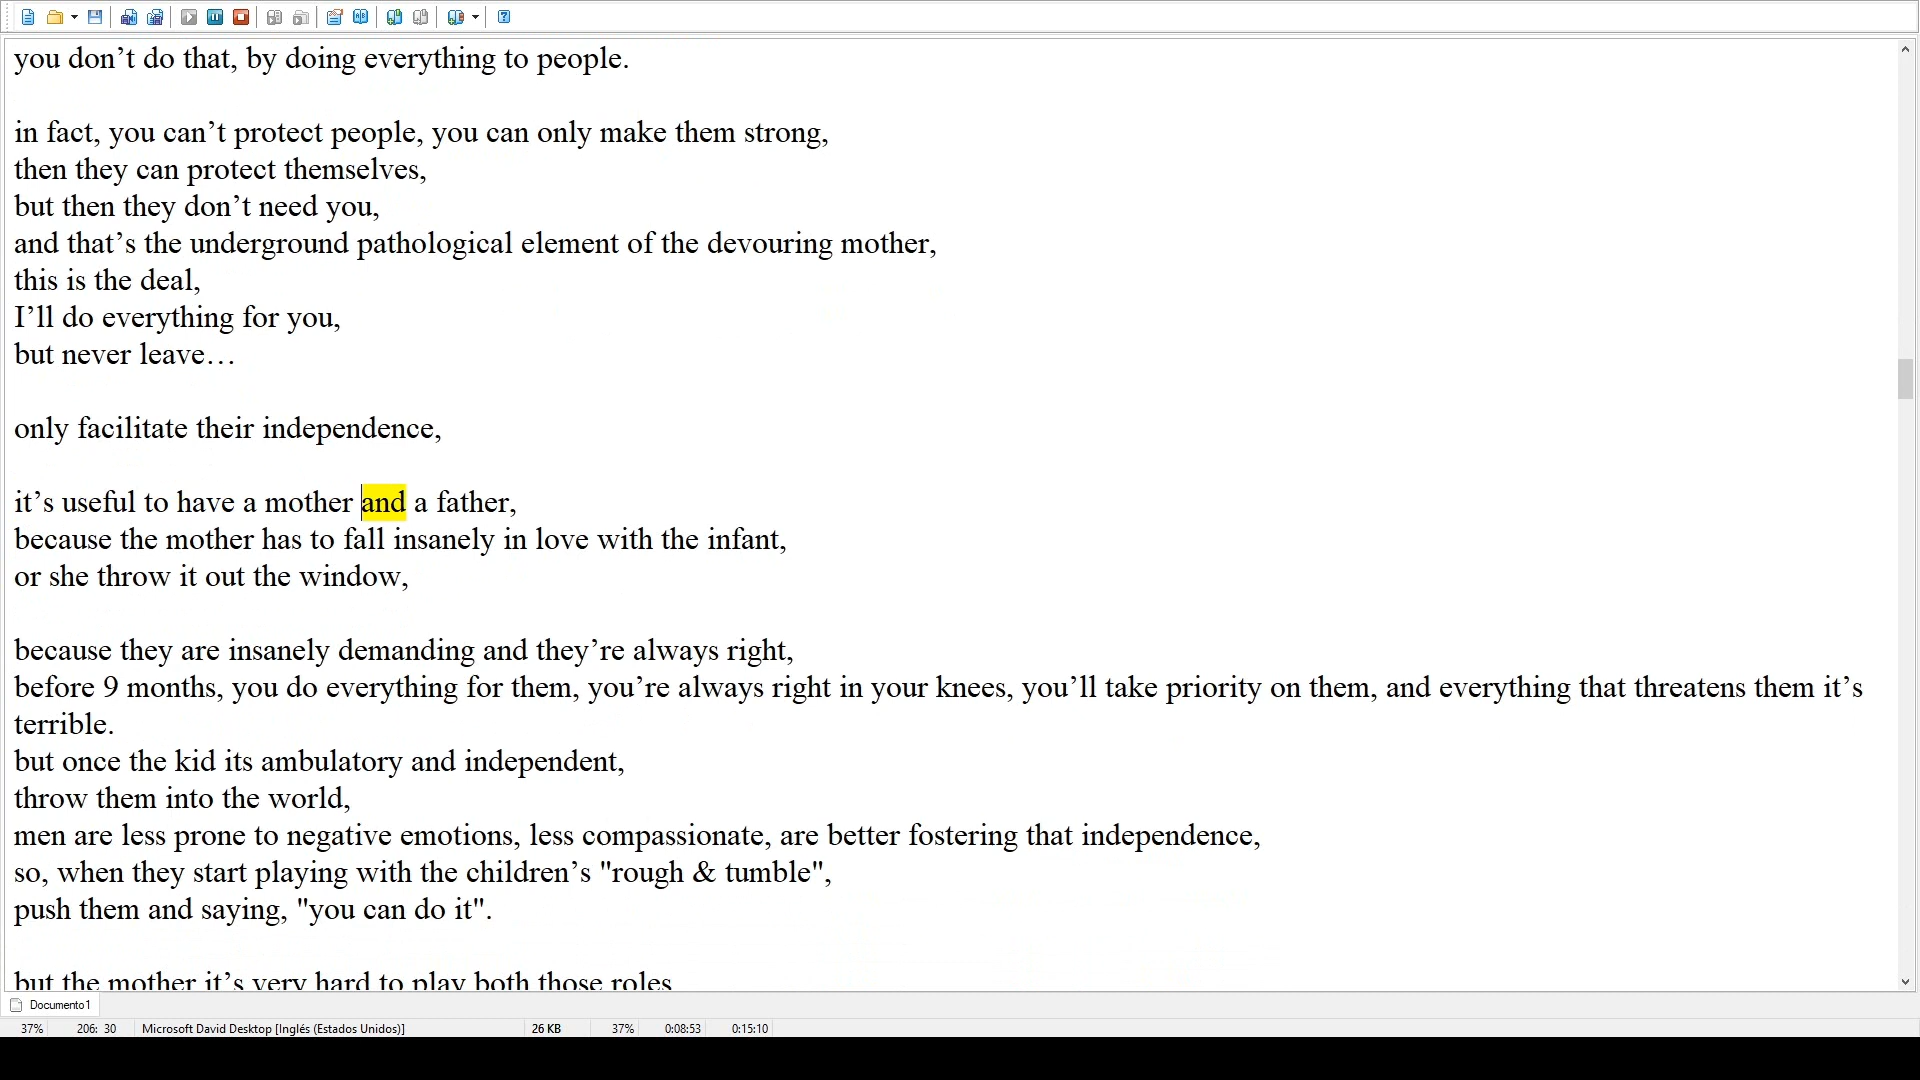 you don’t do that, by doing everything to people.
in fact, you can’t protect people, you can only make them strong,
then they can protect themselves,
but then they don’t need you,
and that’s the underground pathological element of the devouring mother,
this is the deal,
I’ll do everything for you,
but never leave…
only facilitate their independence,
it’s useful to have a mother and a father,
because the mother has to fall insanely in love with the infant,
or she throw it out the window,
because they are insanely demanding and they’re always right,
before 9 months, you do everything for them, you’re always right in your knees, you’ll take priority on them, and everything that threatens them it’s
terrible.
but once the kid its ambulatory and independent,
throw them into the world,
men are less prone to negative emotions, less compassionate, are better fostering that independence,
so, when they start playing with the children’s "rough & tumble",
push them and saying, "you can do it".
but the mother it’s very hard to play both those roles
Documento1
37% 206: 30 Microsoft David Desktop [Inglés (Estados Unidos)] 26 KB 37% 0:08:53 0:15:10